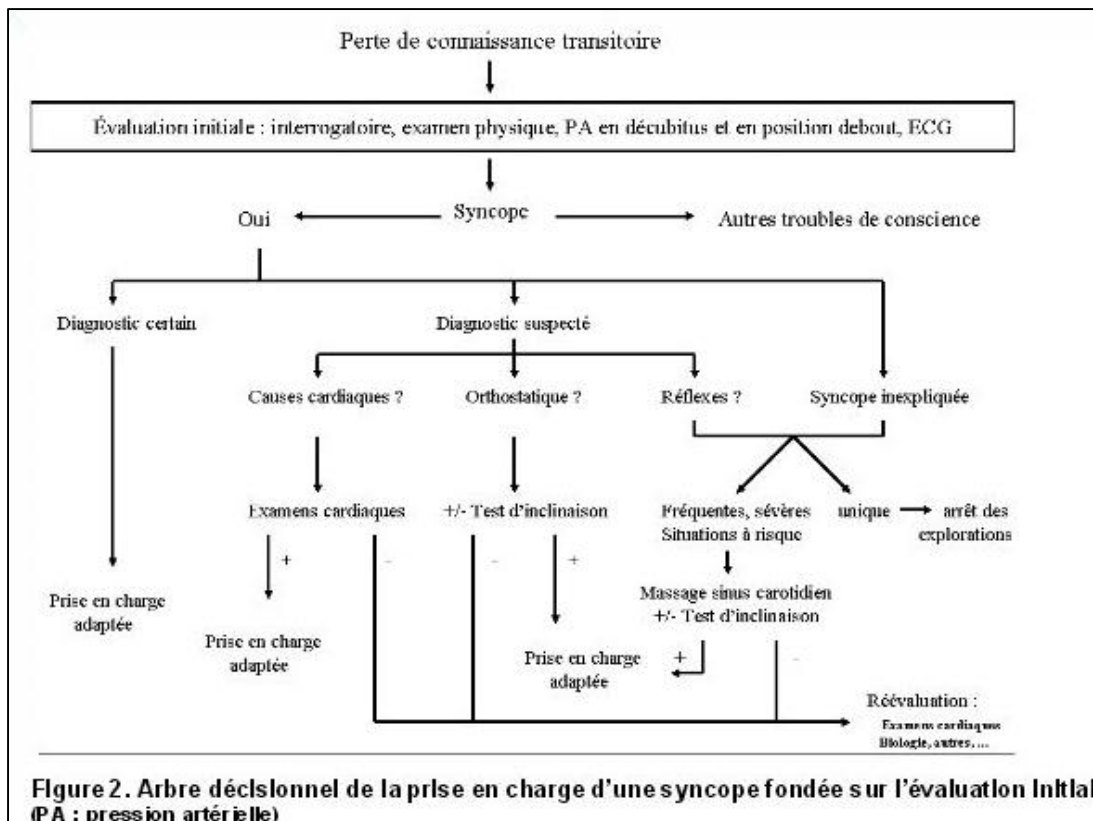 Perte de connaissance transitoire
Évaluation initiale : interrogatoire, examen physique, PA en décubitus et en position debout, ECG
Oui
Syncope
Autres troubles de conscience
Diagnostic certain
Diagnostic suspecté
Causes cardiaques ?
Orthostatique ?
Réflexes ?
Syncope inexpliquée
Examens cardiaques
+/- Test d'inclinaison
Fréquentes, sévères
Situations à risque
unique
arrêt des
explorations
+
-
-
+
Massage sinus carotidien
+/- Test d'inclinaison
Prise en charge
adaptée
Prise en charge
adaptée
Prise en charge
adaptée
+
-
Réévaluation :
Examens cardiaques
Biologie, autres, ...
Figure 2. Arbre décisionnel de la prise en charge d'une syncope fondée sur l'évaluation initial
(PA : pression artérielle)